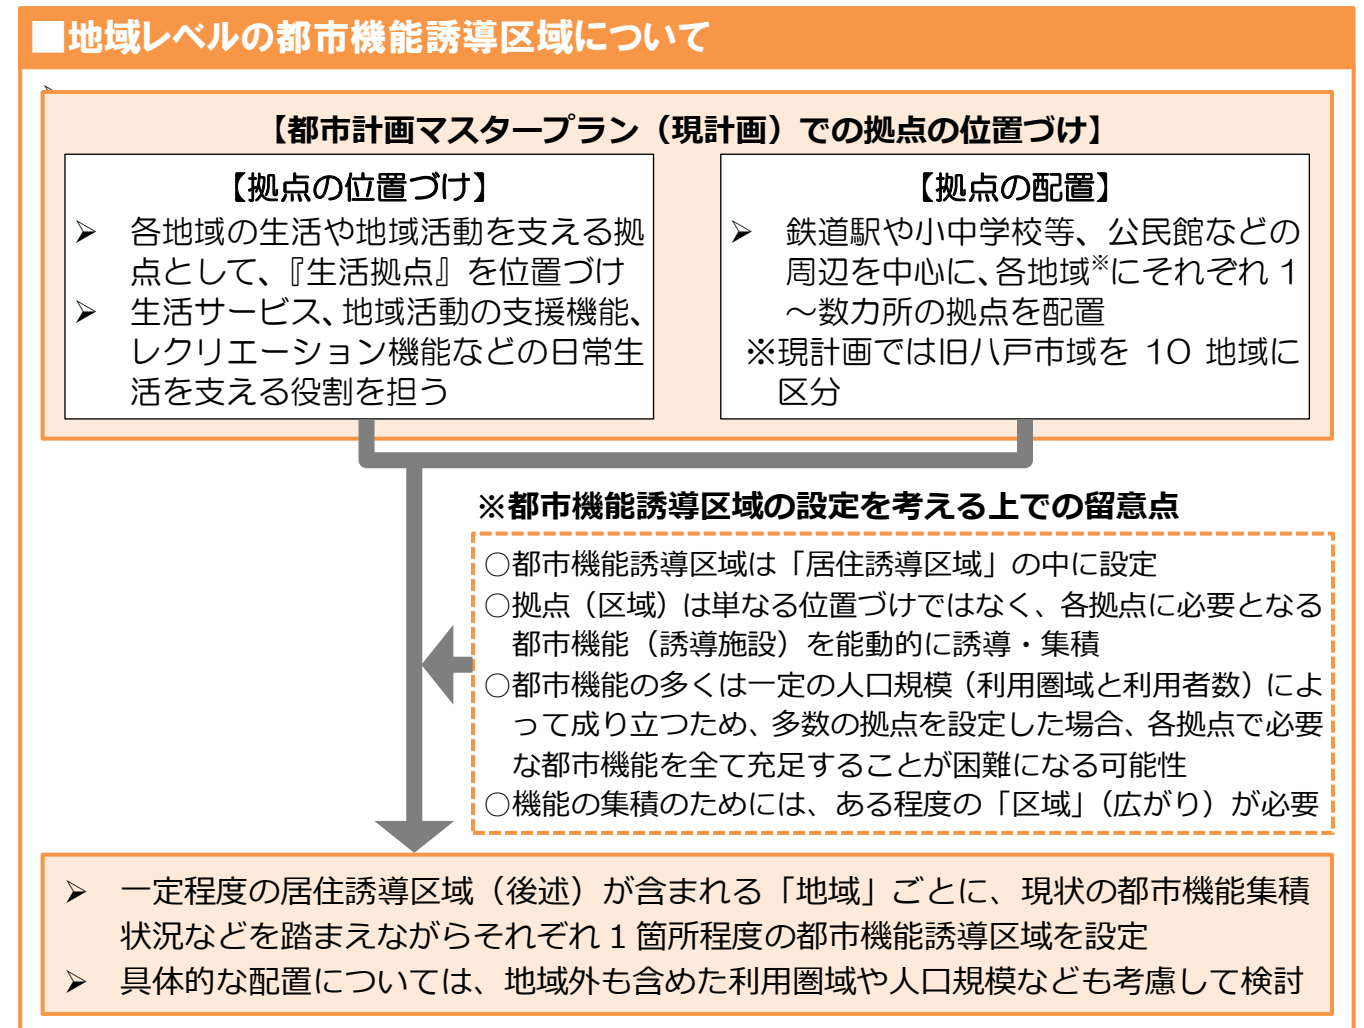 ■地域レベルの都市機能誘導区域について
➢
【都市計画マスタープラン（現計画）での拠点の位置づけ】
【拠点の位置づけ】
➢ 各地域の生活や地域活動を支える拠
点として、『生活拠点』を位置づけ
➢ 生活サービス、地域活動の支援機能、
レクリエーション機能などの日常生
活を支える役割を担う
【拠点の配置】
➢ 鉄道駅や小中学校等、公民館などの
周辺を中心に、各地域※にそれぞれ 1
～数カ所の拠点を配置
※現計画では旧八戸市域を 10 地域に
区分
※都市機能誘導区域の設定を考える上での留意点
○都市機能誘導区域は「居住誘導区域」の中に設定
○拠点（区域）は単なる位置づけではなく、各拠点に必要となる
都市機能（誘導施設）を能動的に誘導・集積
○都市機能の多くは一定の人口規模（利用圏域と利用者数）によ
って成り立つため、多数の拠点を設定した場合、各拠点で必要
な都市機能を全て充足することが困難になる可能性
○機能の集積のためには、ある程度の「区域」（広がり）が必要
➢ 一定程度の居住誘導区域（後述）が含まれる「地域」ごとに、現状の都市機能集積
状況などを踏まえながらそれぞれ 1 箇所程度の都市機能誘導区域を設定
➢ 具体的な配置については、地域外も含めた利用圏域や人口規模なども考慮して検討